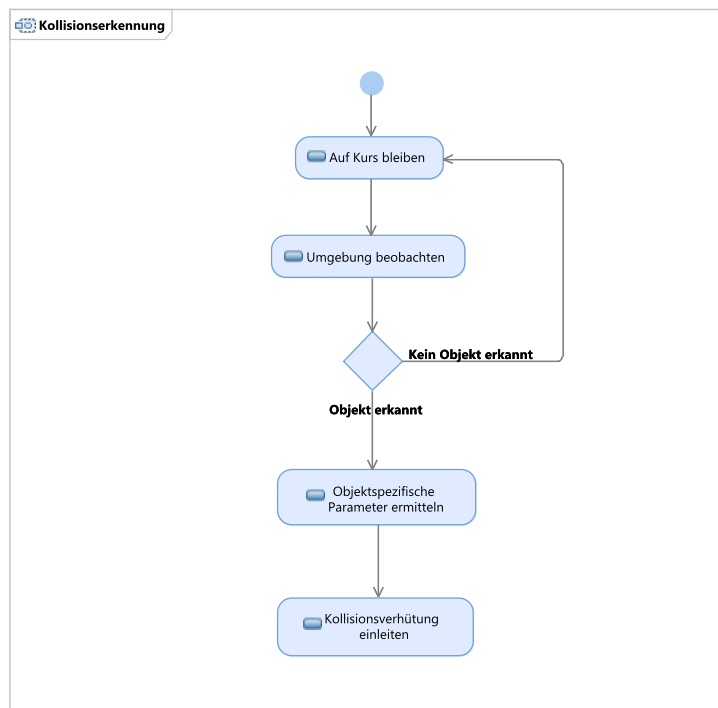 Kollisionserkennung
Auf Kurs bleiben
Umgebung beobachten
Kein Objekt erkannt
Objekt erkannt
Objektspezifische
Parameter ermitteln
Kollisionsverhütung
einleiten